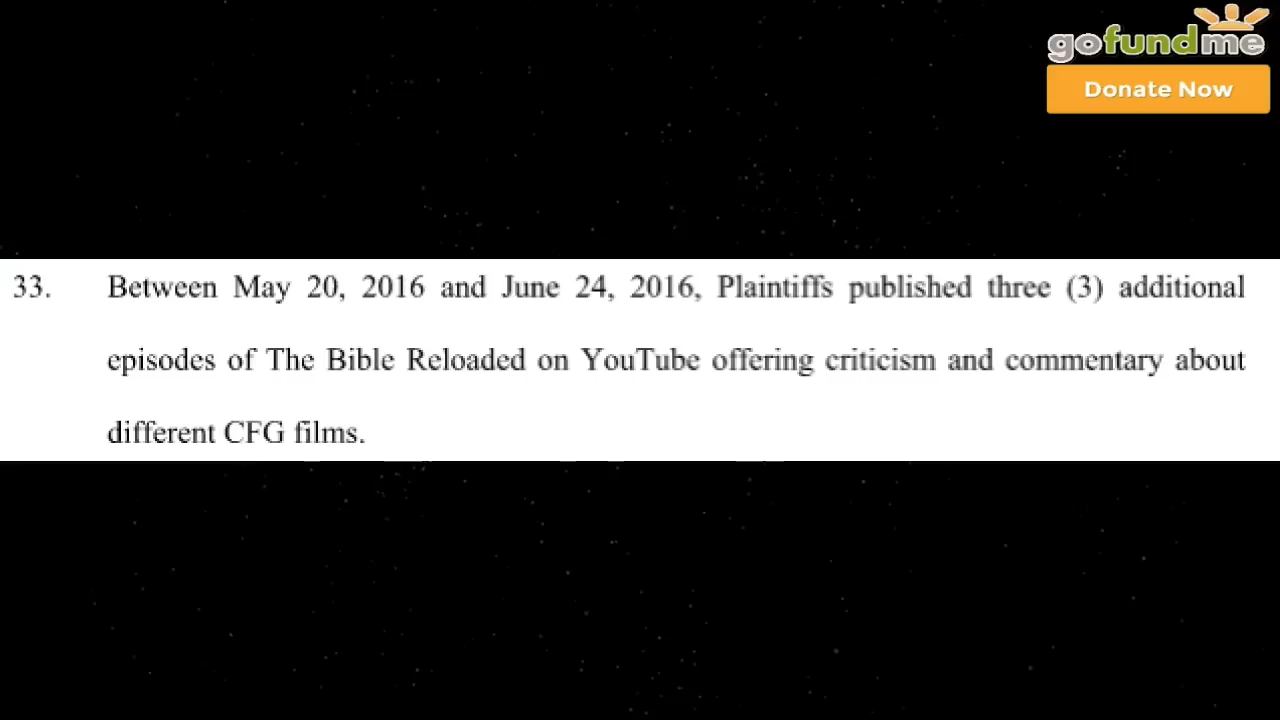 gofundme
Donate Now
33. Between May 20, 2016 and June 24, 2016, Plaintiffs published three (3) additional
episodes of The Bible Reloaded on YouTube offering criticism and commentary about
different CFG films.